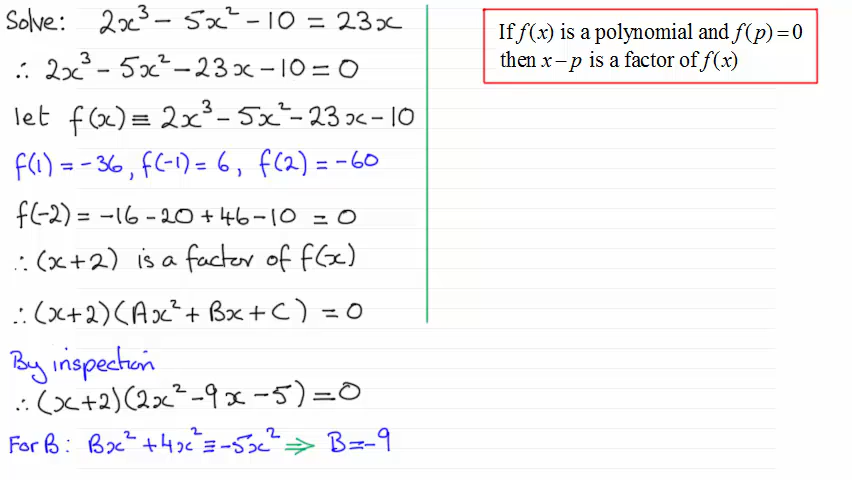 Solve: 2x³ - 5x² - 10 = 23x
∴ 2x³ - 5x² - 23x - 10 = 0
let f(x) ≡ 2x³ - 5x² - 23x - 10
f(1) = -36, f(-1) = 6, f(2) = -60
f(-2) = -16 - 20 + 46 - 10 = 0
∴ (x+2) is a factor of f(x)
∴ (x+2)(Ax² + Bx + C) = 0
By inspection
∴ (x+2)(2x² - 9x - 5) = 0
For B: Bx² + 4x² ≡ -5x² ⇒ B = -9
If f(x) is a polynomial and f(p) = 0
then x - p is a factor of f(x)